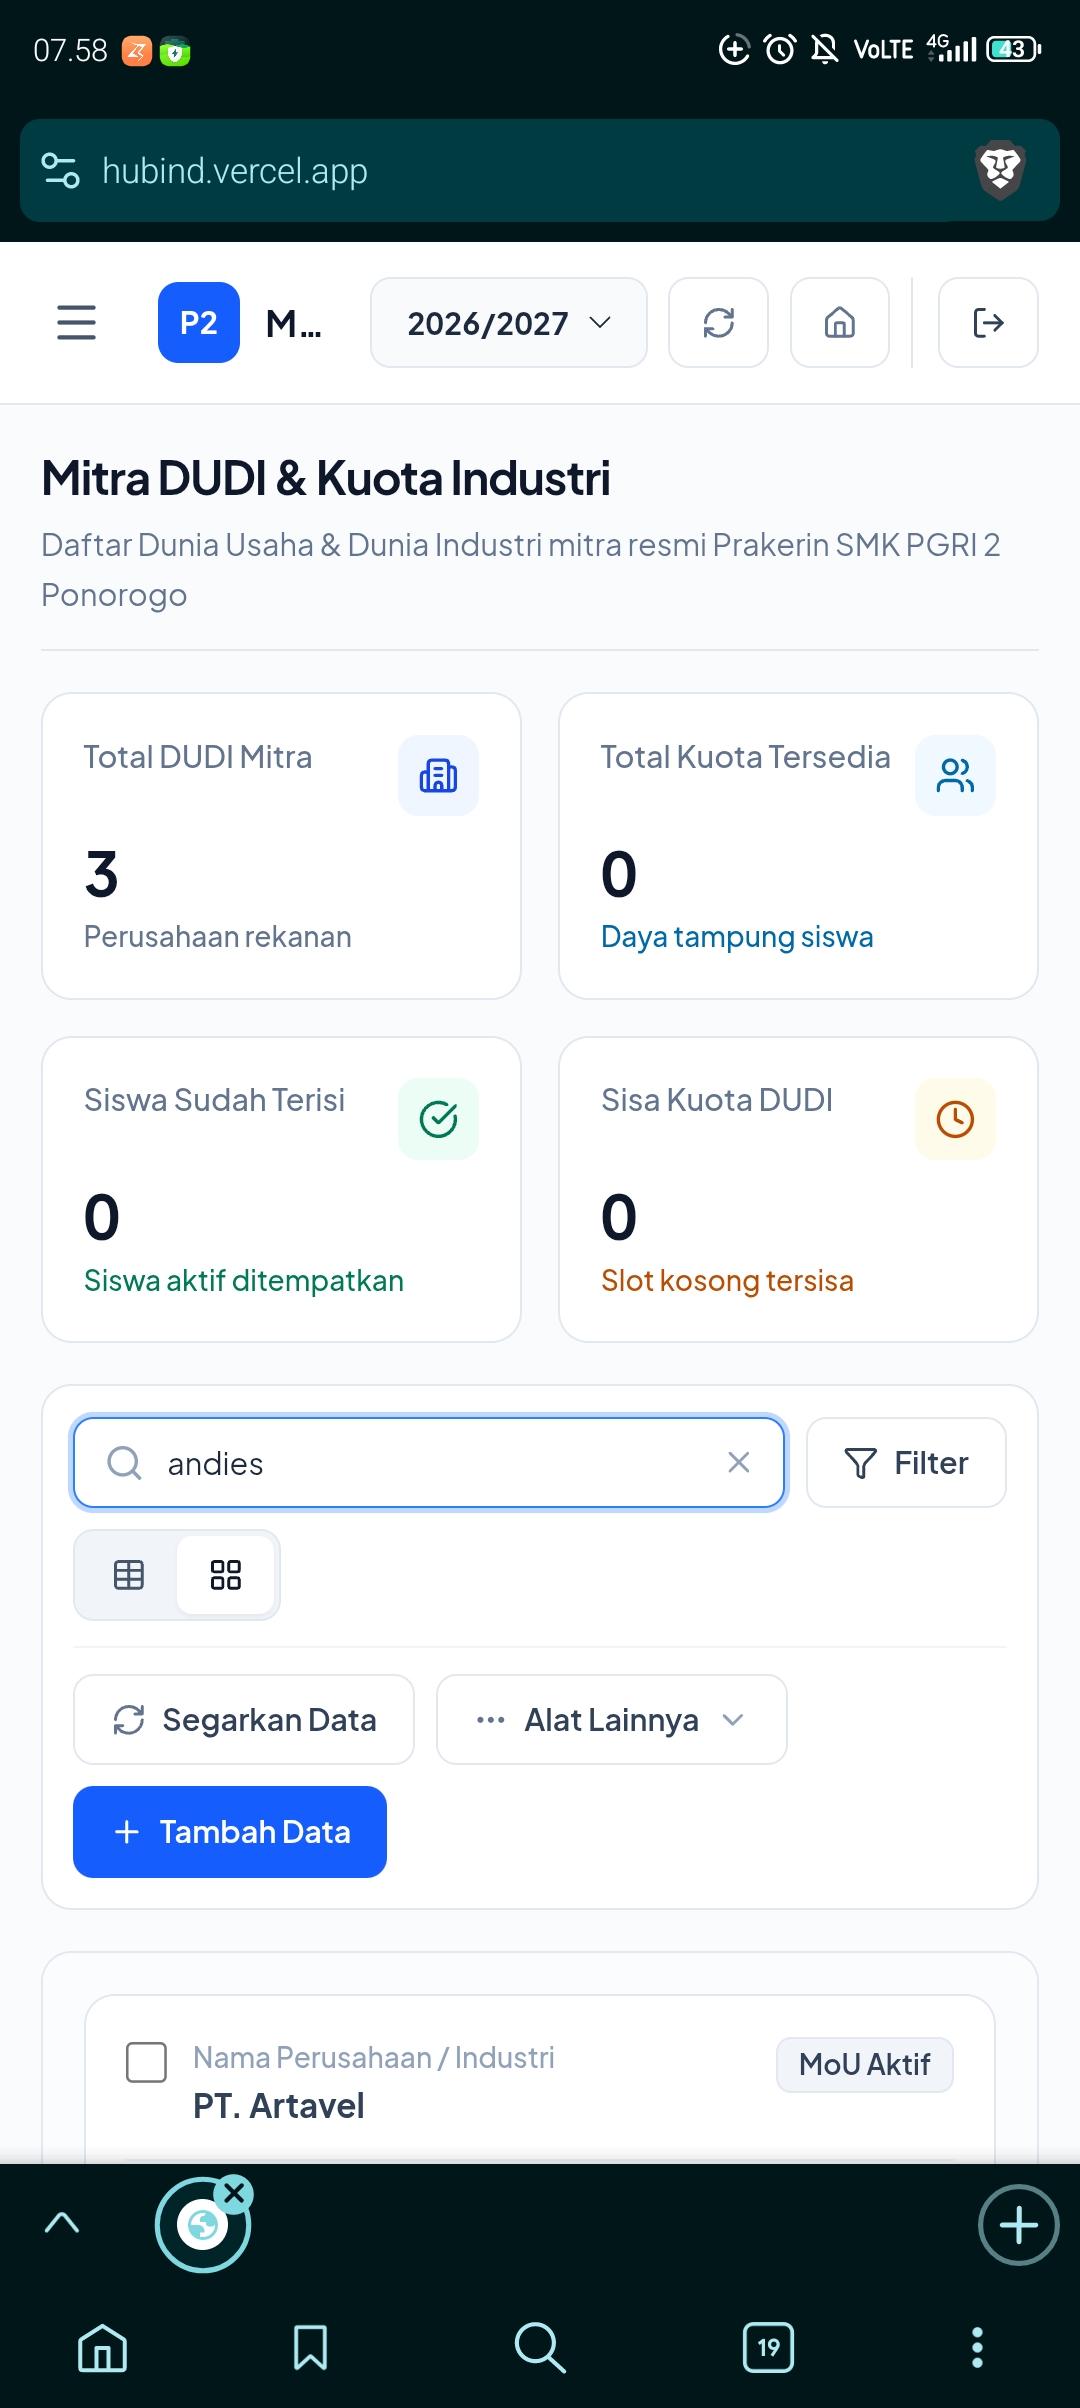 07.58
VoLTE 4G 43
hubind.vercel.app
P2 M... 2026/2027
Mitra DUDI & Kuota Industri
Daftar Dunia Usaha & Dunia Industri mitra resmi Prakerin SMK PGRI 2
Ponorogo
Total DUDI Mitra
3
Perusahaan rekanan
Total Kuota Tersedia
0
Daya tampung siswa
Siswa Sudah Terisi
0
Siswa aktif ditempatkan
Sisa Kuota DUDI
0
Slot kosong tersisa
andies
Filter
Segarkan Data
Alat Lainnya
Tambah Data
Nama Perusahaan / Industri
MoU Aktif
PT. Artavel
19